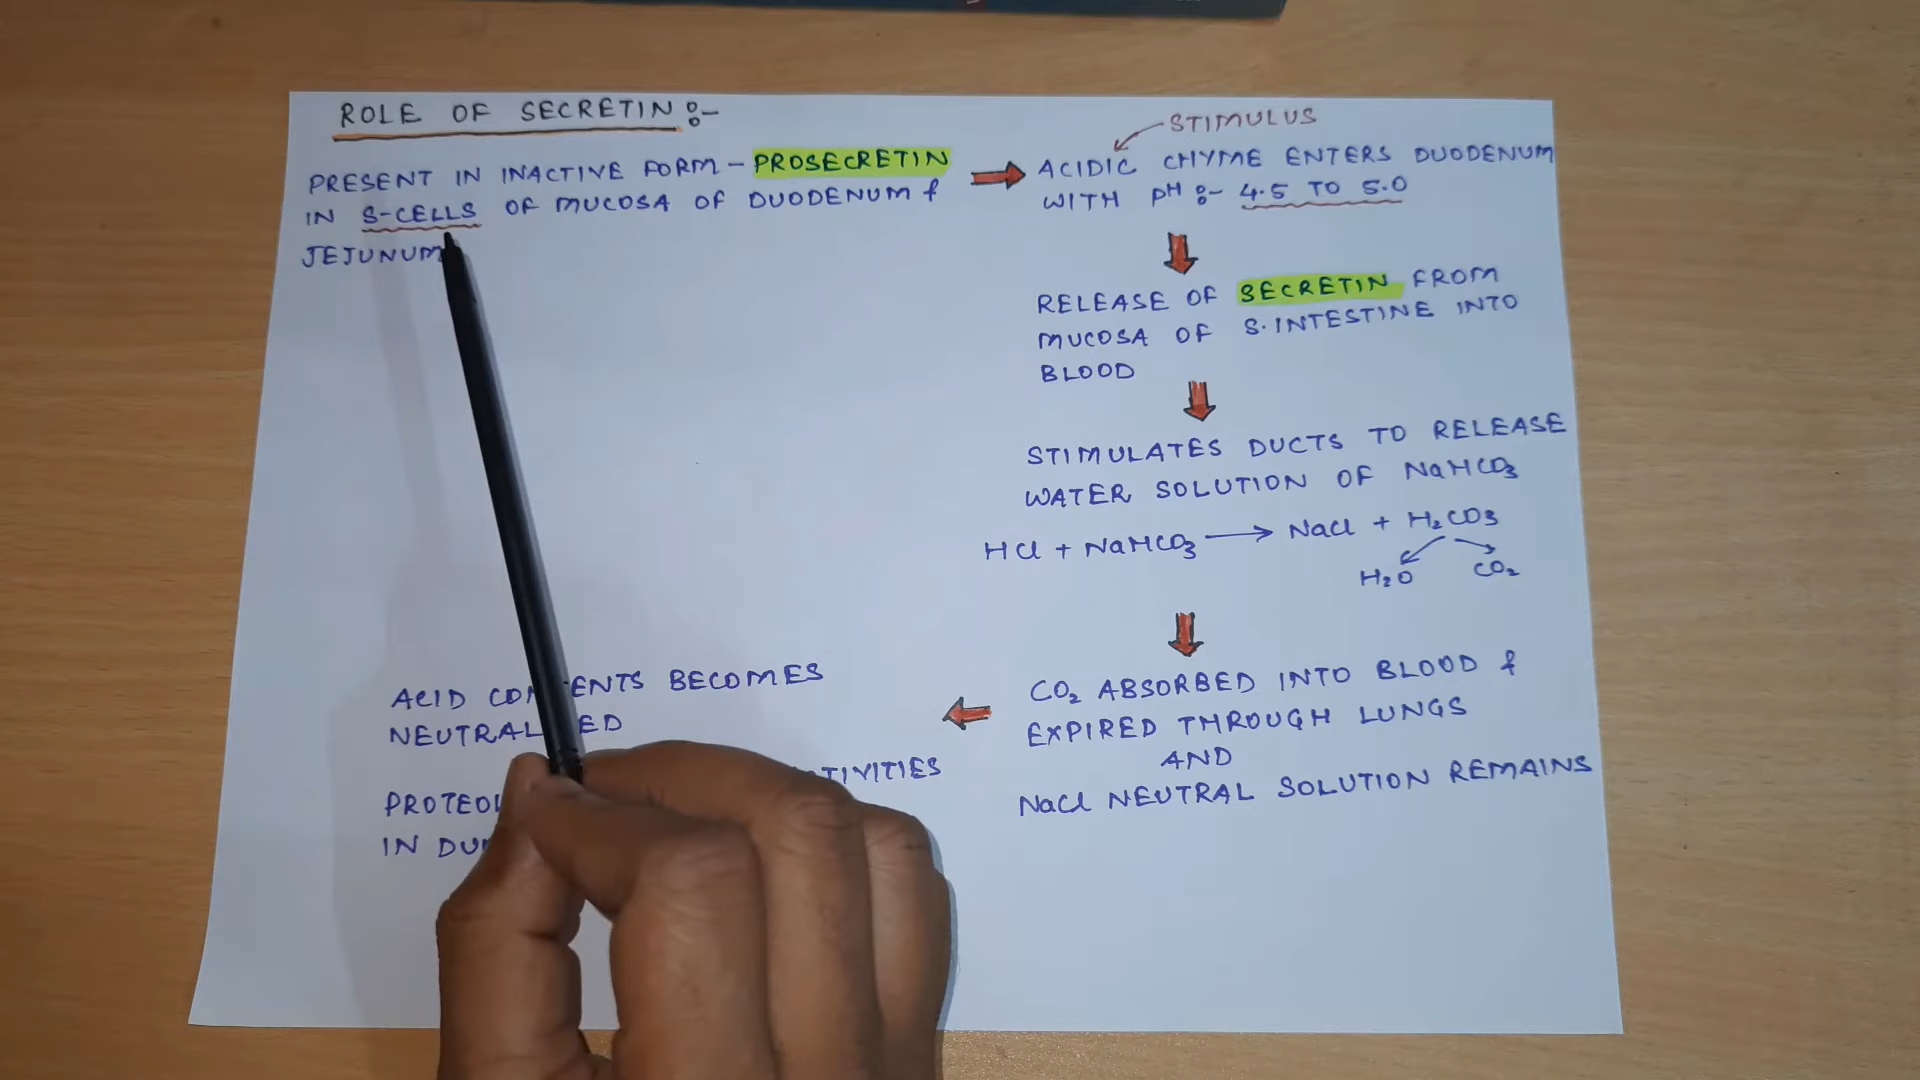 ROLE OF SECRETIN :-
PRESENT IN INACTIVE FORM - PROSECRETIN
IN S-CELLS OF MUCOSA OF DUODENUM &
JEJUNUM
STIMULUS
ACIDIC CHYME ENTERS DUODENUM
WITH pH :- 4.5 TO 5.0
RELEASE OF SECRETIN FROM
MUCOSA OF S.INTESTINE INTO
BLOOD
STIMULATES DUCTS TO RELEASE
WATER SOLUTION OF NaHCO3
HCl + NaHCO3 → NaCl + H2CO3
H2O CO2
CO2 ABSORBED INTO BLOOD &
EXPIRED THROUGH LUNGS
AND
NaCl NEUTRAL SOLUTION REMAINS
ACID BECOMES
IN